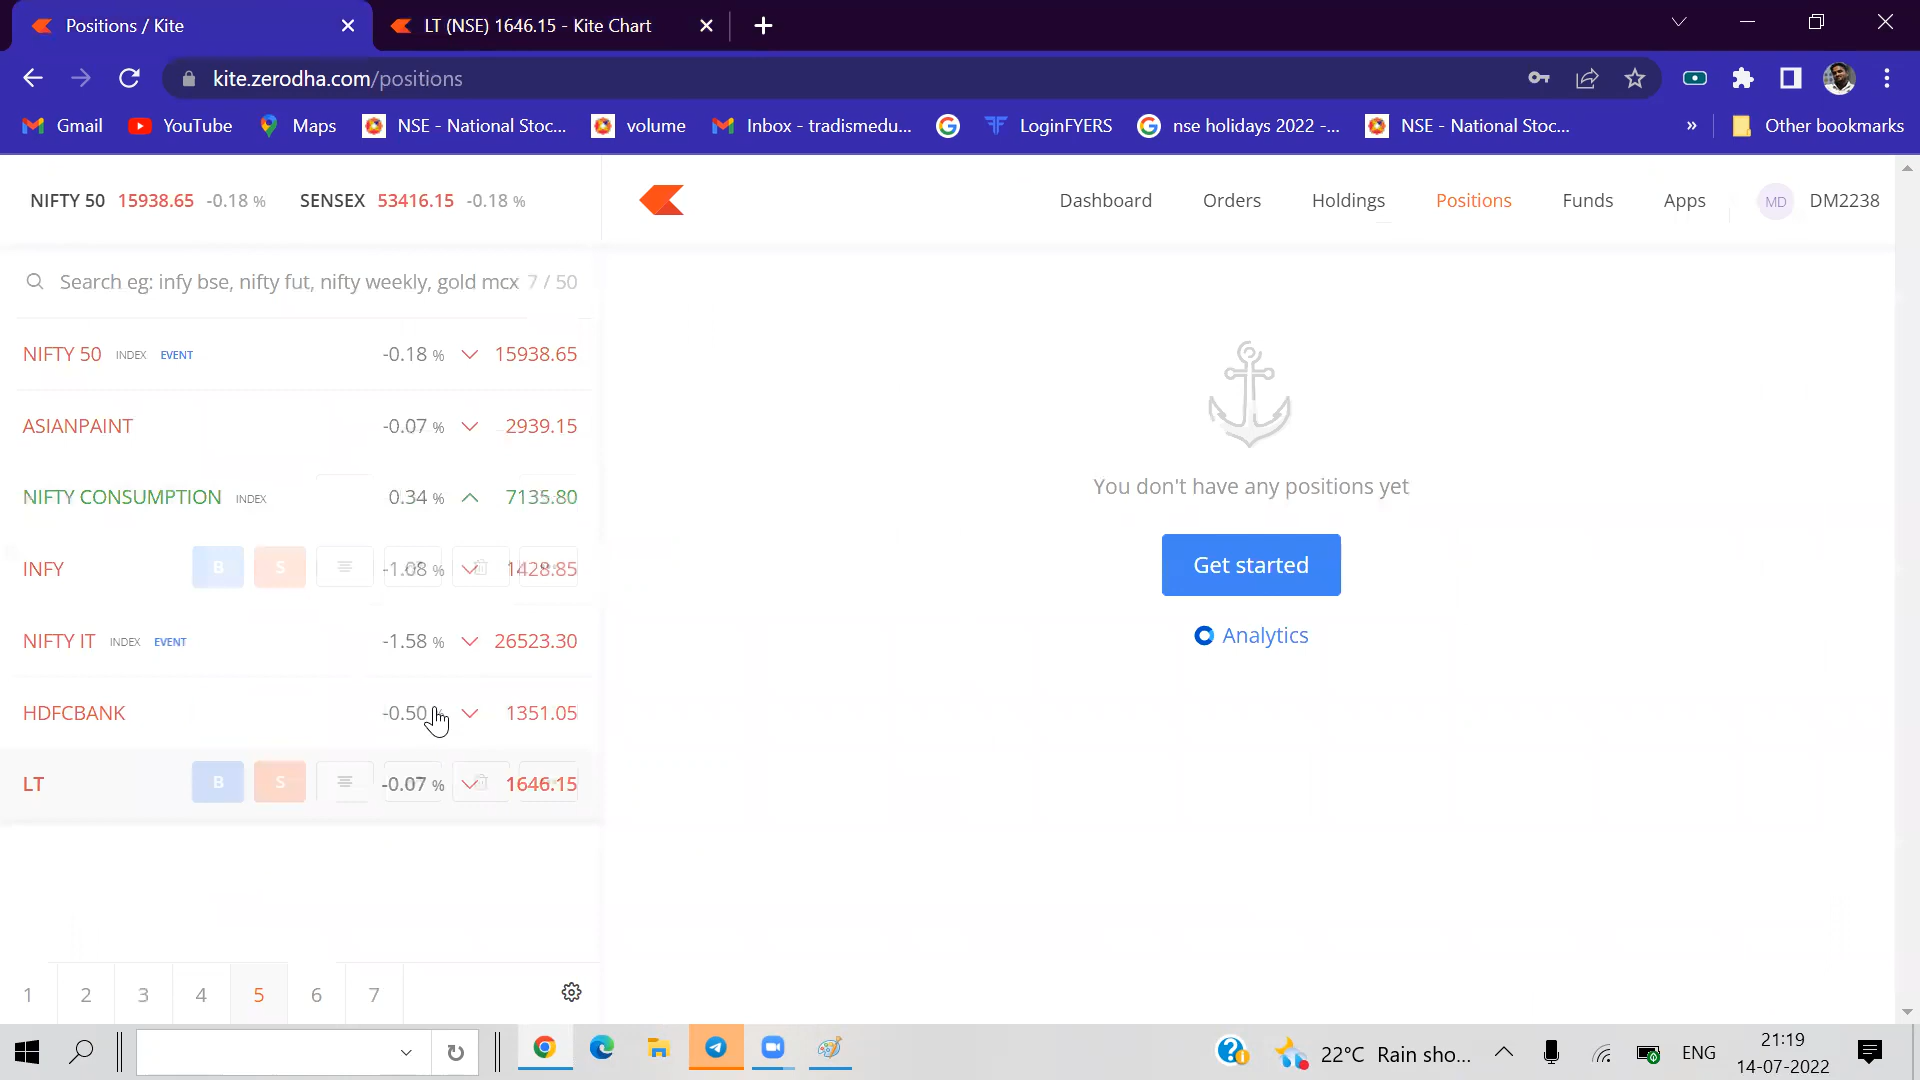 Positions / Kite
LT (NSE) 1646.15 - Kite Chart
kite.zerodha.com/positions
Gmail YouTube Maps NSE - National Stoc... volume Inbox - tradismedu... LoginFYERS nse holidays 2022 -... NSE - National Stoc... » Other bookmarks
NIFTY 50 15938.65 -0.18 % SENSEX 53416.15 -0.18 %
Dashboard Orders Holdings Positions Funds Apps MD DM2238
Search eg: infy bse, nifty fut, nifty weekly, gold mcx 7 / 50
NIFTY 50 INDEX EVENT -0.18 % 15938.65
ASIANPAINT -0.07 % 2939.15
NIFTY CONSUMPTION INDEX 0.34 % 7135.80
INFY B S -1.08 % 1428.85
NIFTY IT INDEX EVENT -1.58 % 26523.30
HDFCBANK -0.50 % 1351.05
LT B S -0.07 % 1646.15
You don't have any positions yet
Get started
Analytics
1 2 3 4 5 6 7
22°C Rain sho... ENG
21:19
14-07-2022